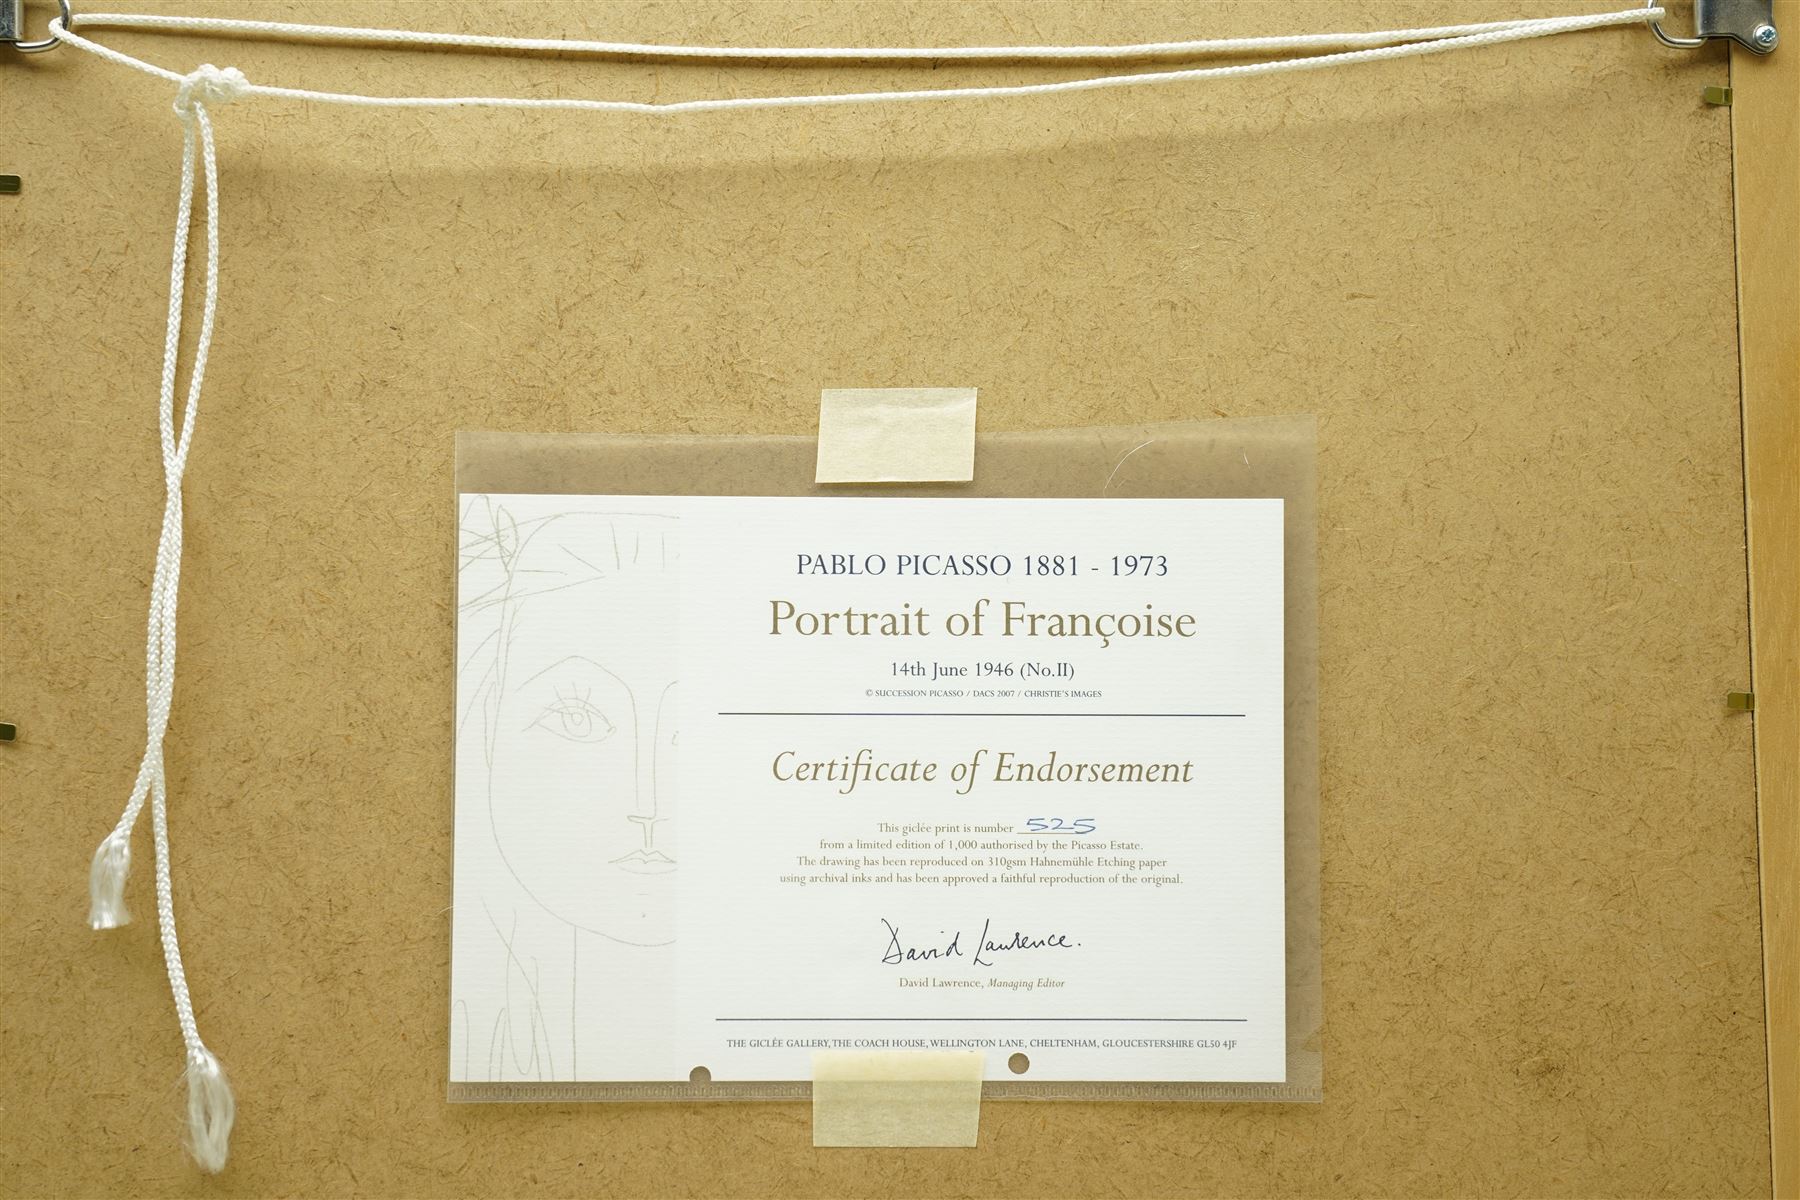 PABLO PICASSO 1881 - 1973
Portrait of Françoise
14th June 1946 (No.II)
© SUCCESSION PICASSO / DACS 2007 / CHRISTIE'S IMAGES
Certificate of Endorsement
This giclée print is number 525
from a limited edition of 1,000 authorised by the Picasso Estate.
The drawing has been reproduced on 310gsm Hahnemühle Etching paper
using archival inks and has been approved a faithful reproduction of the original.
David Lawrence.
David Lawrence, Managing Editor
THE GICLÉE GALLERY, THE COACH HOUSE, WELLINGTON LANE, CHELTENHAM, GLOUCESTERSHIRE GL50 4JF